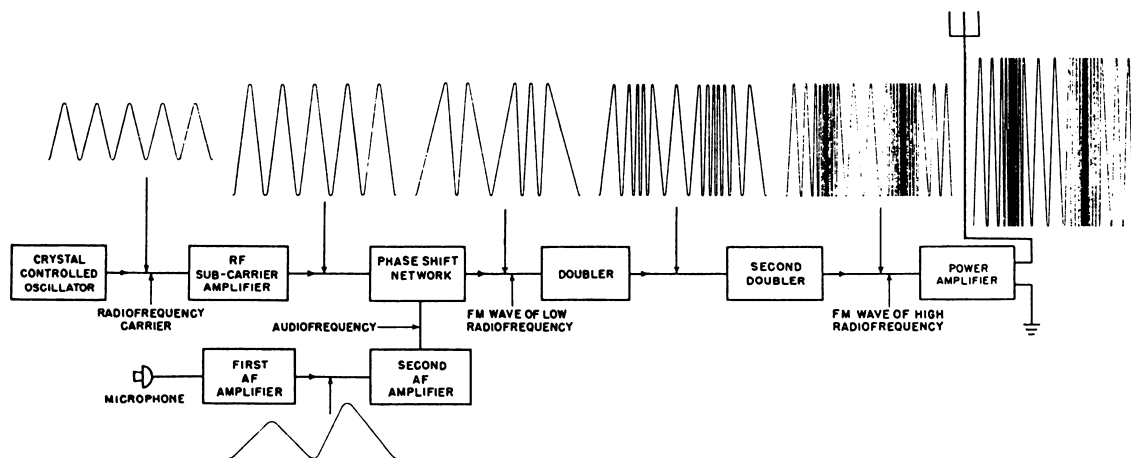 CRYSTAL
CONTROLLED
OSCILLATOR
RF
SUB-CARRIER
AMPLIFIER
PHASE SHIFT
NETWORK
DOUBLER
SECOND
DOUBLER
POWER
AMPLIFIER
RADIOFREQUENCY
CARRIER
AUDIOFREQUENCY
FM WAVE OF LOW
RADIOFREQUENCY
FM WAVE OF HIGH
RADIOFREQUENCY
MICROPHONE
FIRST
AF
AMPLIFIER
SECOND
AF
AMPLIFIER